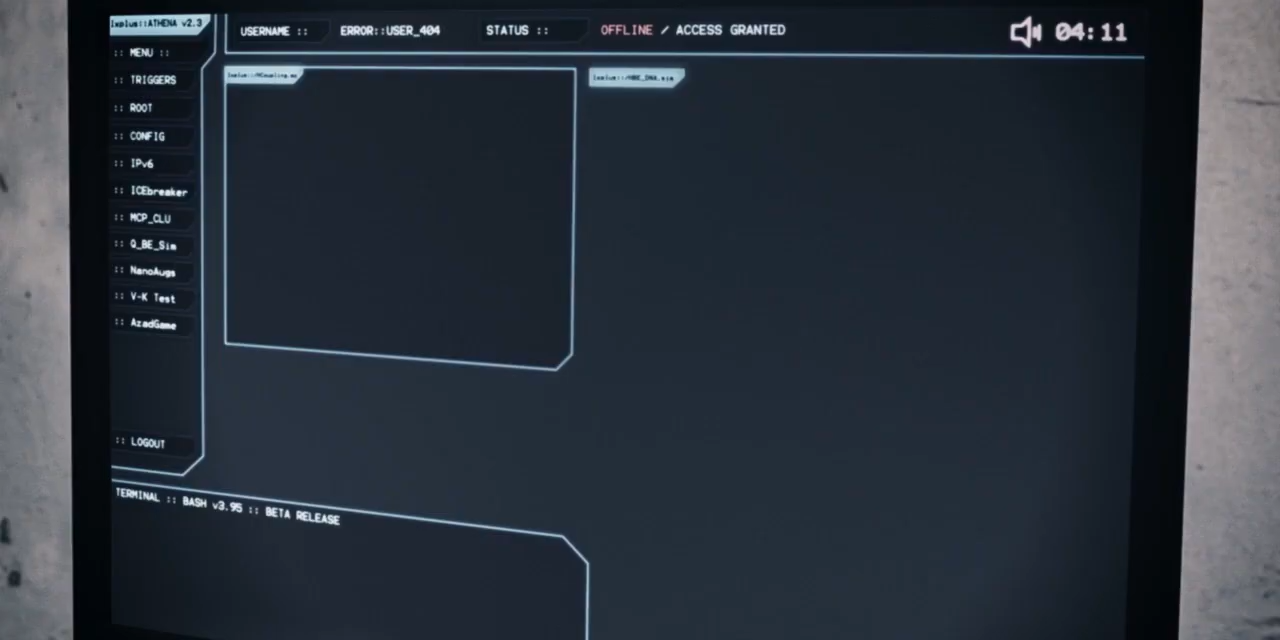 lxplus::ATHENA v2.3
USERNAME :: ERROR::USER_404 STATUS :: OFFLINE / ACCESS GRANTED 04:11
:: MENU ::
:: TRIGGERS
:: ROOT
:: CONFIG
:: IPv6
:: ICEbreaker
:: MCP_CLU
:: Q_BE_Sim
:: NanoAugs
:: V-K Test
:: AzadGame
:: LOGOUT
TERMINAL :: BASH v3.95 :: BETA RELEASE